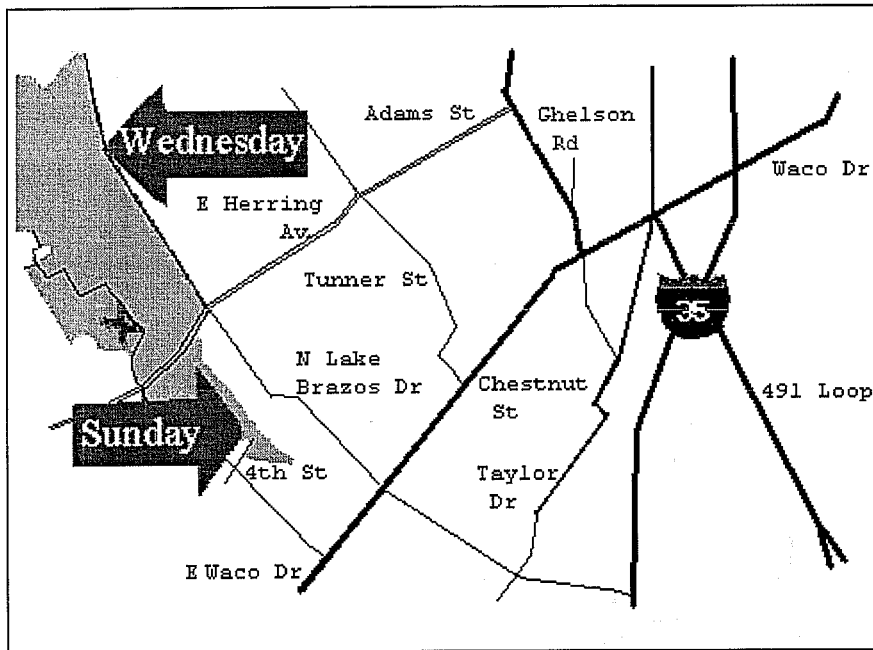 Adams St
Ghelson
Rd
Wednesday
Waco Dr
E Herring
Av.
Tunner St
35
N Lake
Brazos Dr
Chestnut
St
491 Loop
Sunday
4th St
Taylor
Dr
E Waco Dr